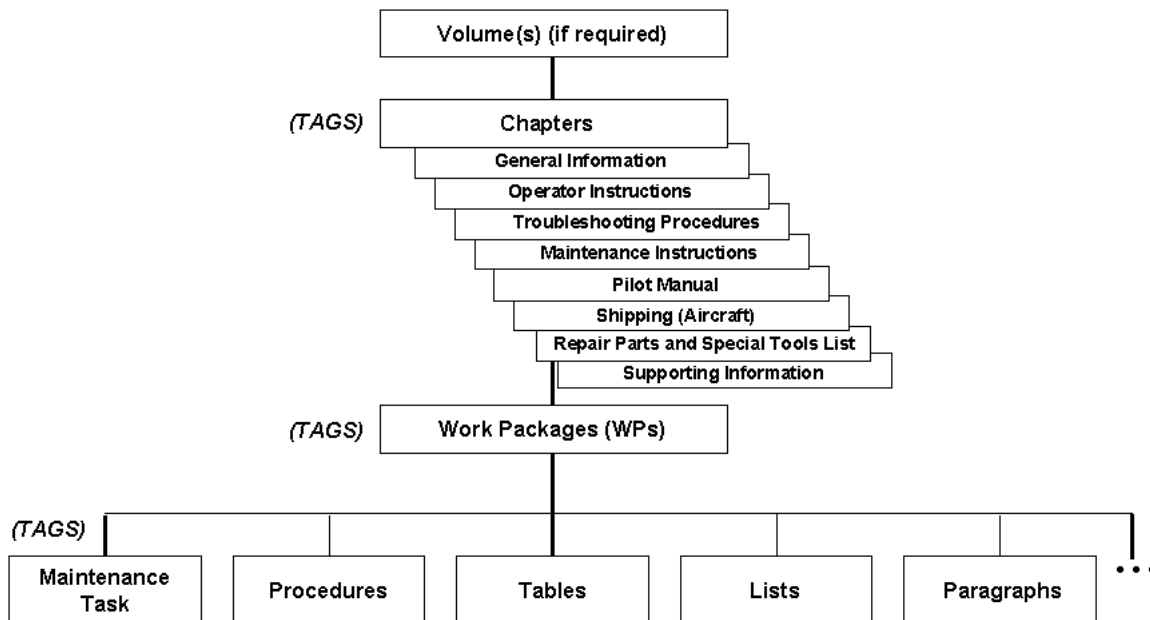 Volume(s) (if required)
(TAGS)
Chapters
General Information
Operator Instructions
Troubleshooting Procedures
Maintenance Instructions
Pilot Manual
Shipping (Aircraft)
Repair Parts and Special Tools List
Supporting Information
(TAGS)
Work Packages (WPs)
(TAGS)
Maintenance
Task
Procedures
Tables
Lists
Paragraphs
...